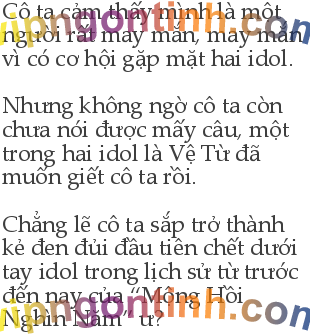 Cô ta cảm thấy mình là một
người rất may mắn, may mắn
vì có cơ hội gặp mặt hai idol.
Nhưng không ngờ cô ta còn
chưa nói được mấy câu, một
trong hai idol là Vệ Từ đã
muốn giết cô ta rồi.
Chẳng lẽ cô ta sắp trở thành
kẻ đen đủi đầu tiên chết dưới
tay idol trong lịch sử từ trước
đến nay của “Mộng Hồi
Nghìn Năm” ư?
vipngontinh.com
vipngontinh.com